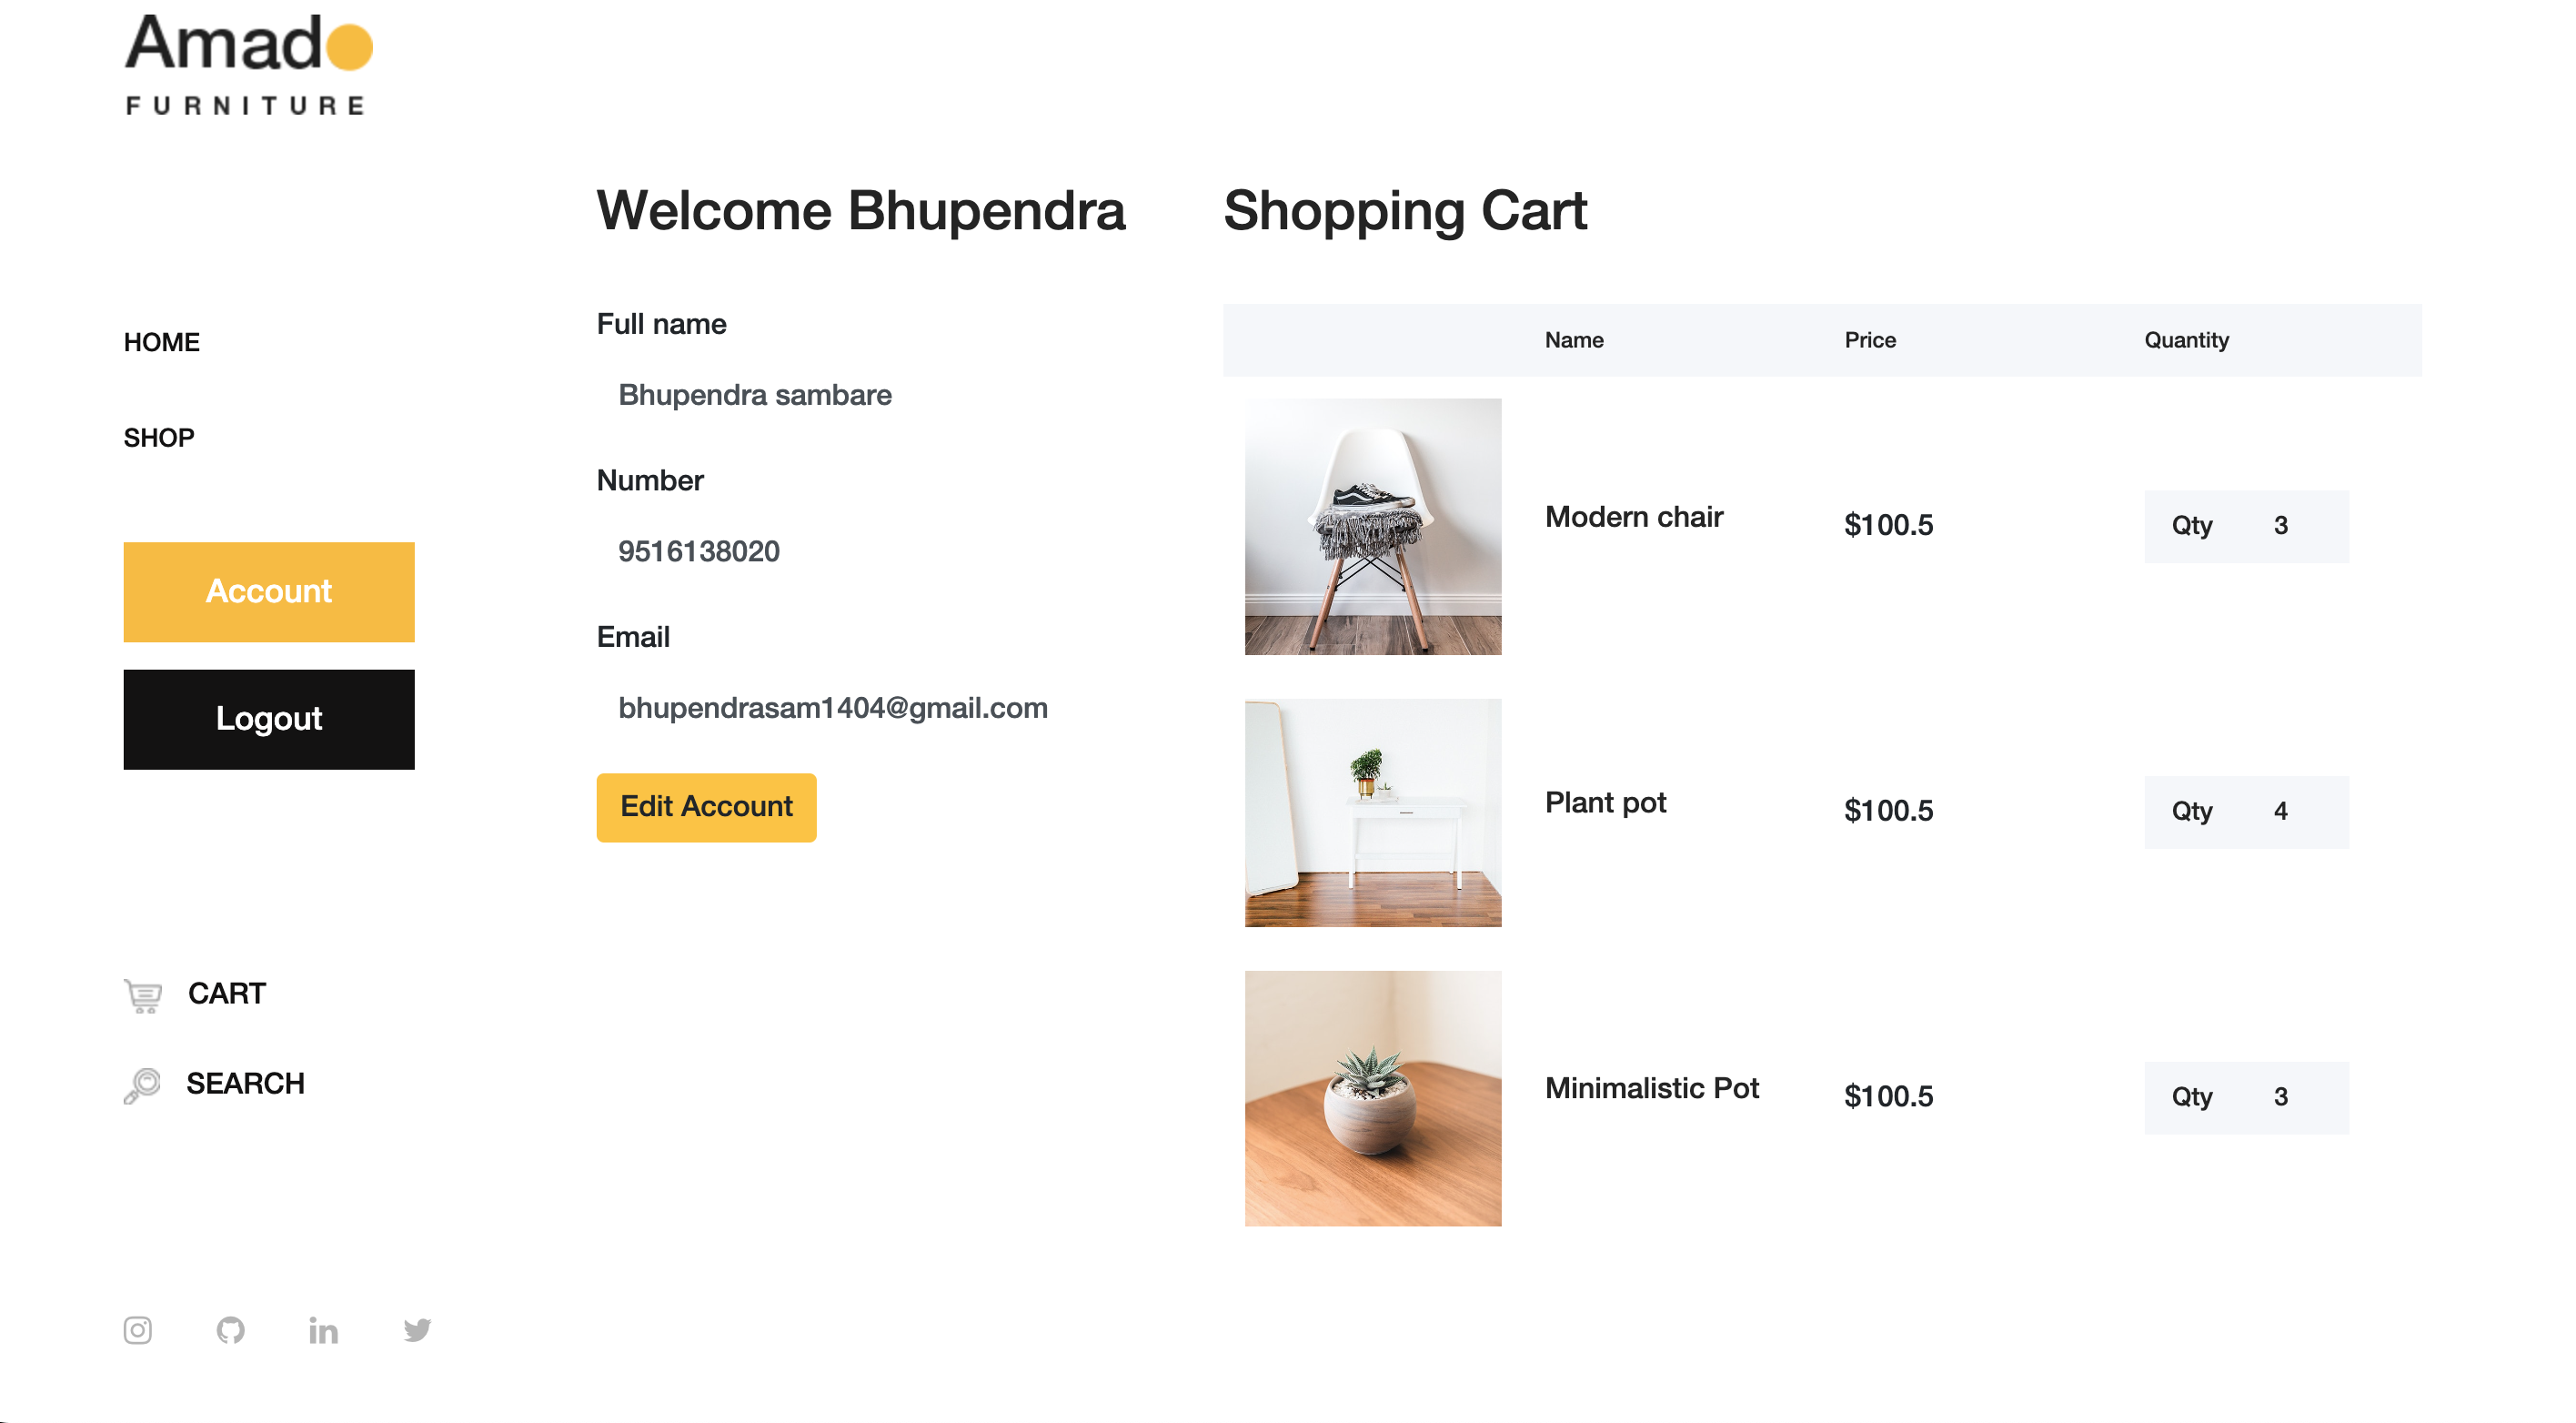 Amado
FURNITURE
HOME
SHOP
Account
Logout
CART
SEARCH
Welcome Bhupendra
Full name
Bhupendra sambare
Number
9516138020
Email
bhupendrasam1404@gmail.com
Edit Account
Shopping Cart
Name Price Quantity
Modern chair $100.5 Qty 3
Plant pot $100.5 Qty 4
Minimalistic Pot $100.5 Qty 3